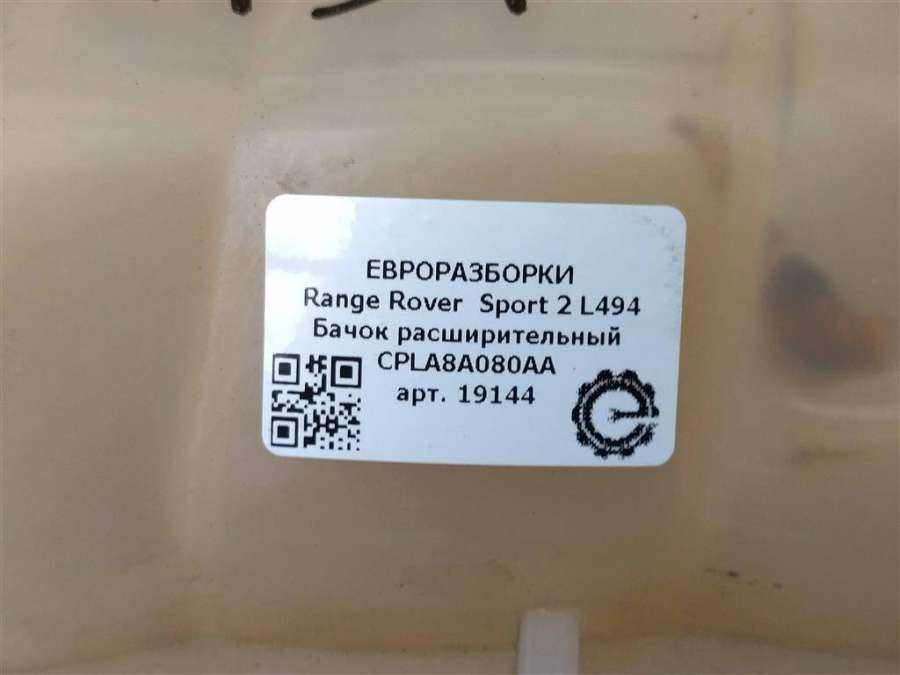 ЕВРОРАЗБОРКИ
Range Rover  Sport 2 L494
Бачок расширительный
CPLA8A080AA
арт. 19144